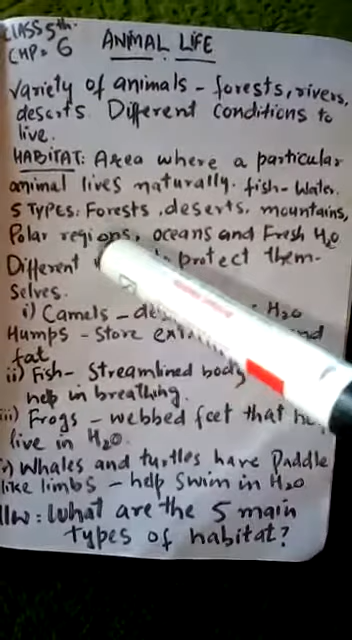 CLASS 5th
CHP= 6
ANIMAL LIFE
Variety of animals - forests, rivers,
deserts. Different conditions to
live.
HABITAT: Area where a particular
animal lives naturally. fish- Water.
5 TYPES: Forests, deserts, mountains,
Polar regions, oceans and Fresh H2O
Different protect them-
selves.
i) Camels - H2O
Humps - Store
fat.
ii) Fish- Streamlined body
help in breathing.
iii) Frogs - webbed feet that
live in H2O.
Whales and turtles have Paddle
like limbs - help swim in H2O
HW: What are the 5 main
types of habitat?